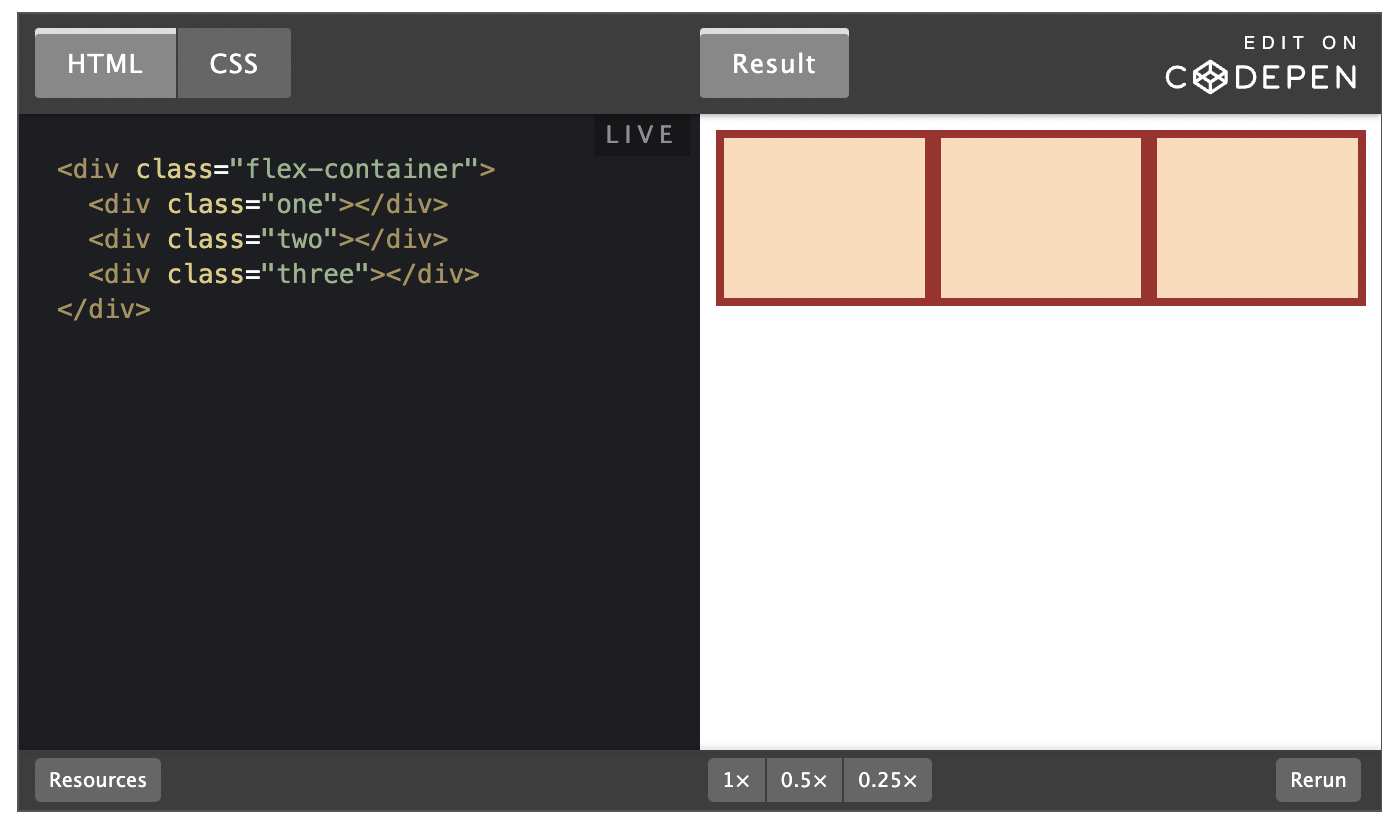 HTML CSS Result EDIT ON
CODEPEN
LIVE
<div class="flex-container">
  <div class="one"></div>
  <div class="two"></div>
  <div class="three"></div>
</div>
Resources 1× 0.5× 0.25× Rerun